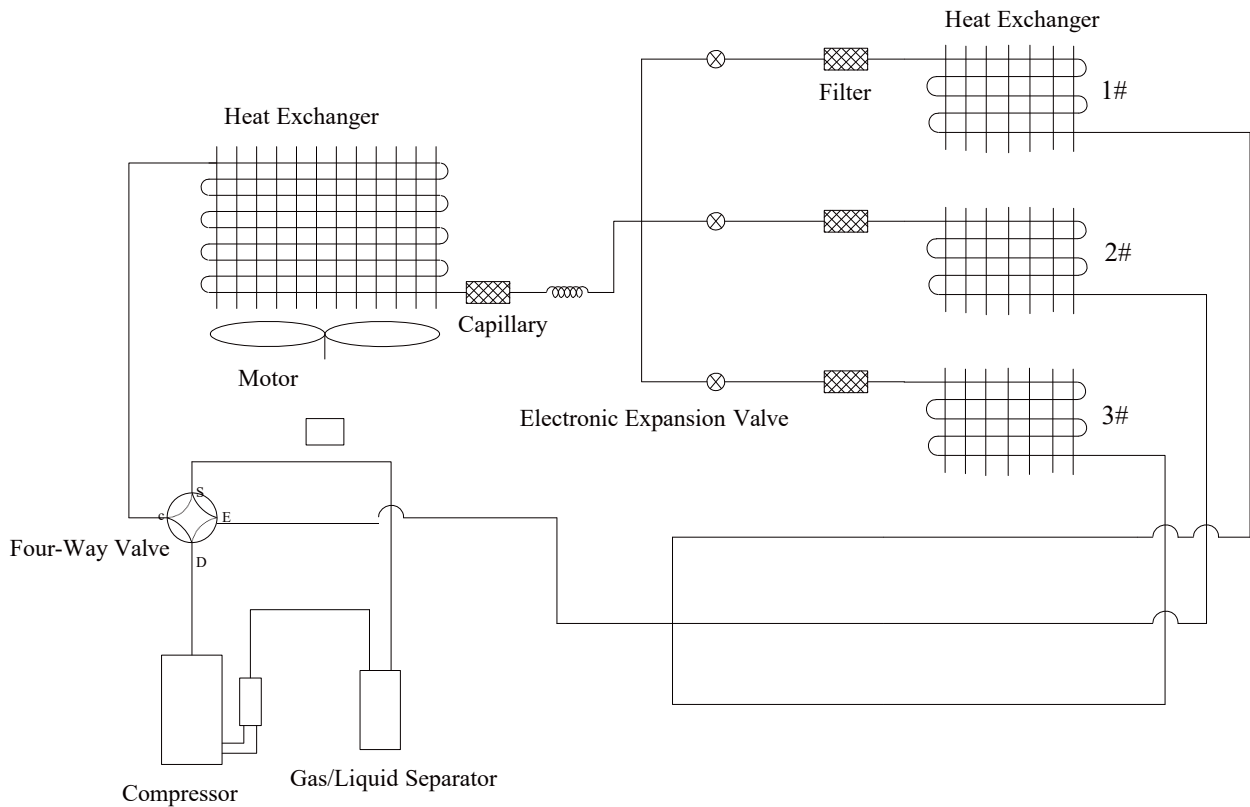 Heat Exchanger
Filter
1#
Heat Exchanger
2#
Capillary
Motor
Electronic Expansion Valve
3#
S
c
E
Four-Way Valve
D
Gas/Liquid Separator
Compressor